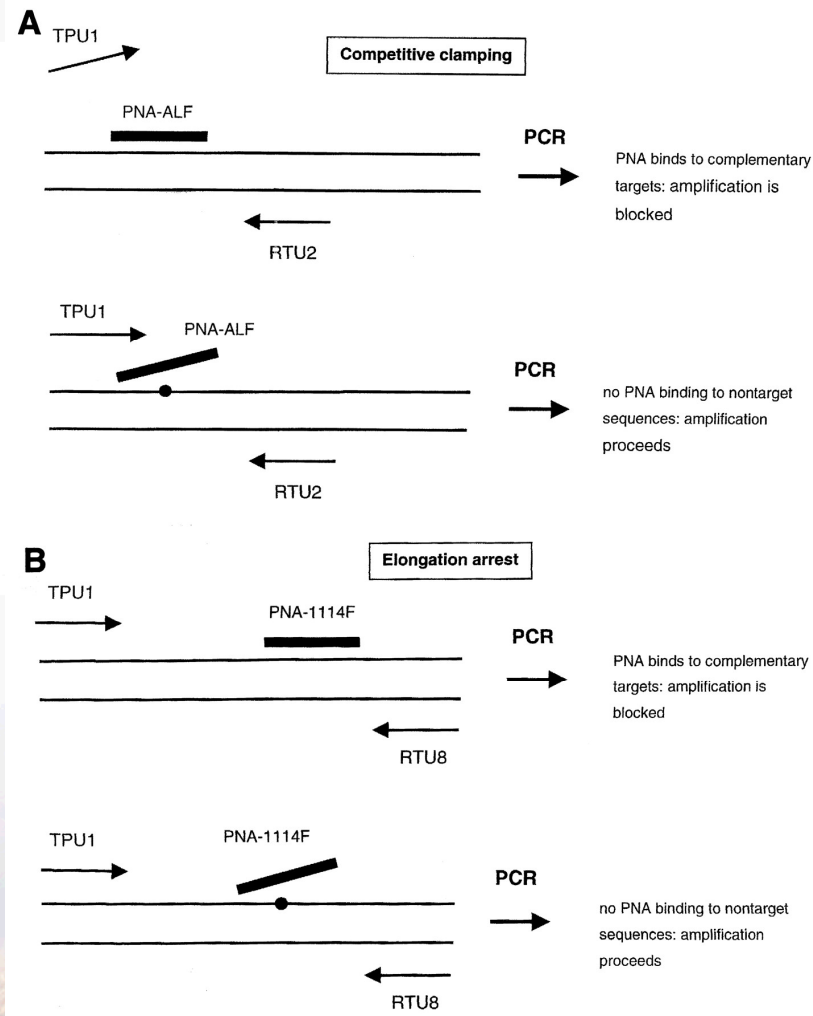 A
TPU1
Competitive clamping
PNA-ALF
PCR
PNA binds to complementary
targets: amplification is
blocked
RTU2
TPU1
PNA-ALF
PCR
no PNA binding to nontarget
sequences: amplification
proceeds
RTU2
B
Elongation arrest
TPU1
PNA-1114F
PCR
PNA binds to complementary
targets: amplification is
blocked
RTU8
TPU1
PNA-1114F
PCR
no PNA binding to nontarget
sequences: amplification
proceeds
RTU8